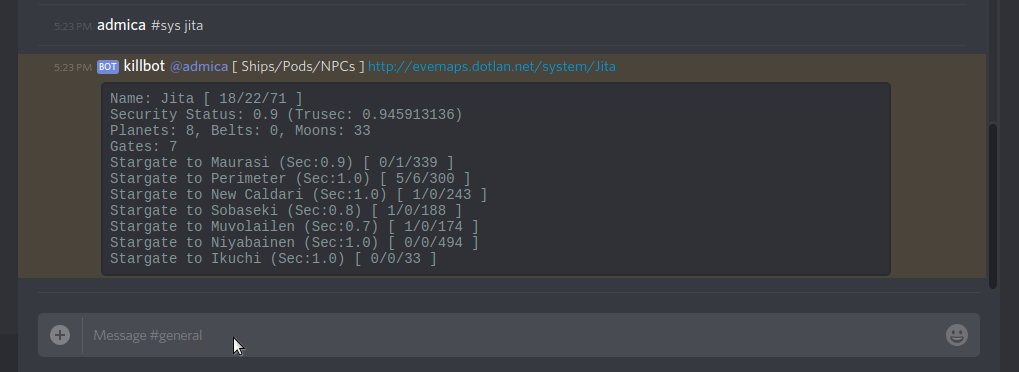 5:23 PM admica #sys jita
5:23 PM BOT killbot @admica [ Ships/Pods/NPCs ] http://evemaps.dotlan.net/system/Jita
Name: Jita [ 18/22/71 ]
Security Status: 0.9 (Trusec: 0.945913136)
Planets: 8, Belts: 0, Moons: 33
Gates: 7
Stargate to Maurasi (Sec:0.9) [ 0/1/339 ]
Stargate to Perimeter (Sec:1.0) [ 5/6/300 ]
Stargate to New Caldari (Sec:1.0) [ 1/0/243 ]
Stargate to Sobaseki (Sec:0.8) [ 1/0/188 ]
Stargate to Muvolailen (Sec:0.7) [ 1/0/174 ]
Stargate to Niyabainen (Sec:1.0) [ 0/0/494 ]
Stargate to Ikuchi (Sec:1.0) [ 0/0/33 ]
Message #general